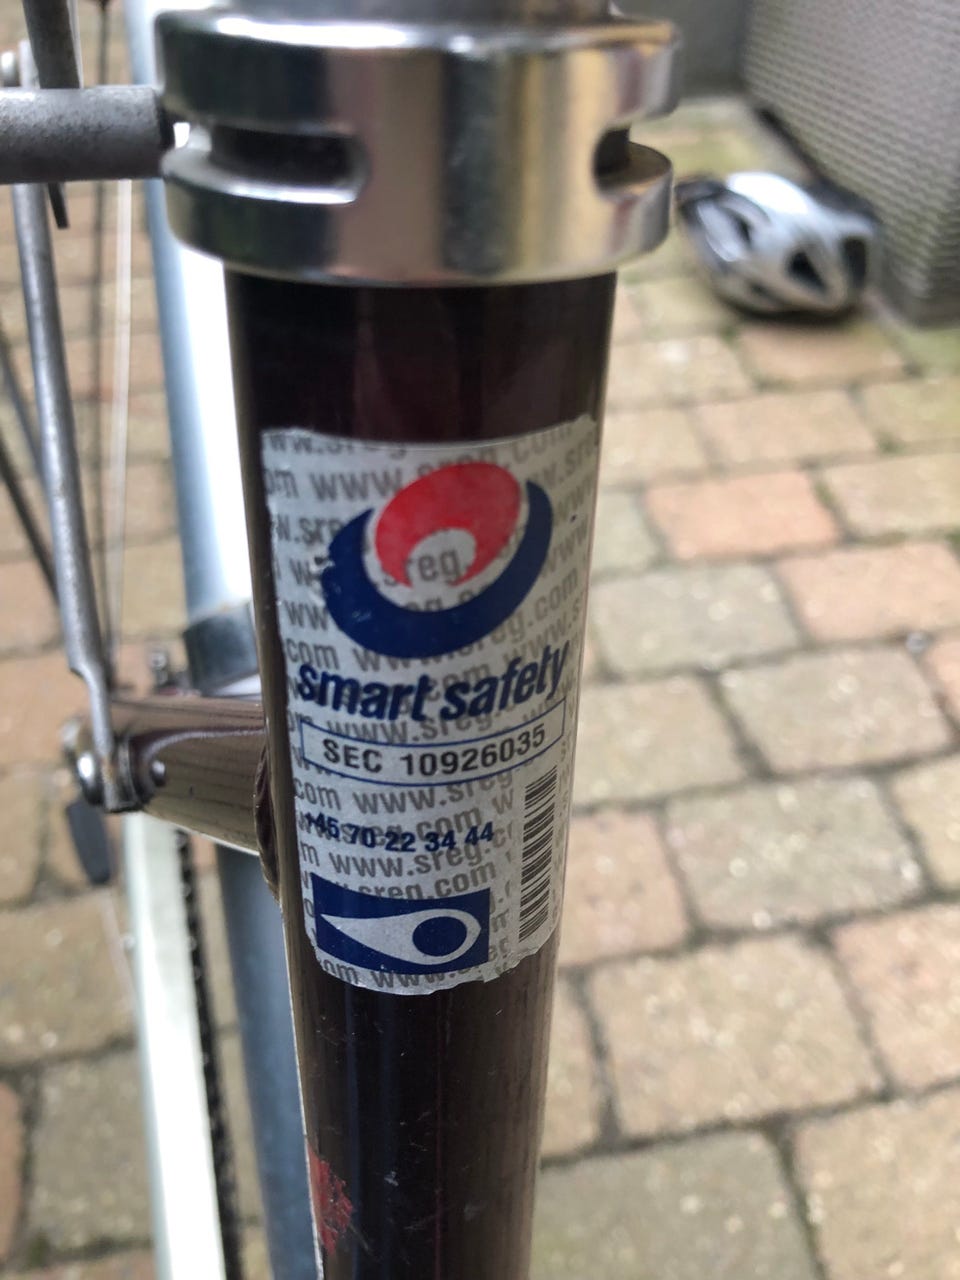 smart safety
SEC 10926035
+45 70 22 34 44
www.sreg.com